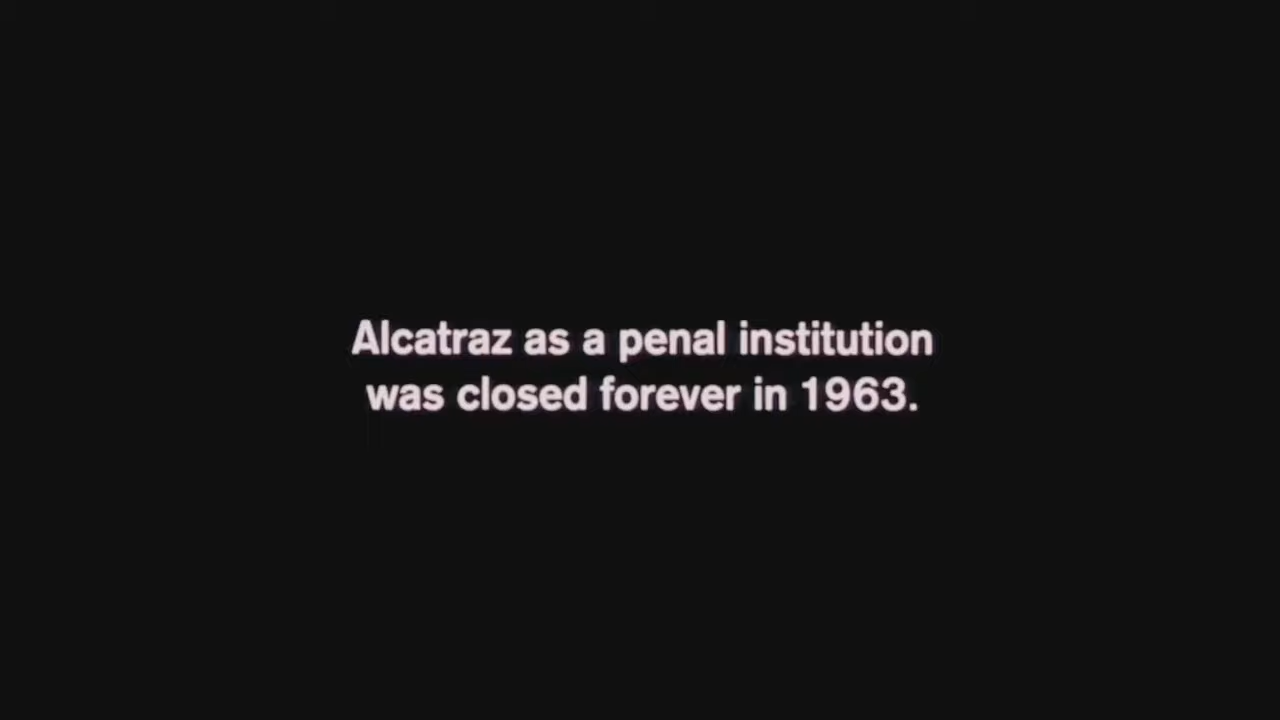 Alcatraz as a penal institution
was closed forever in 1963.